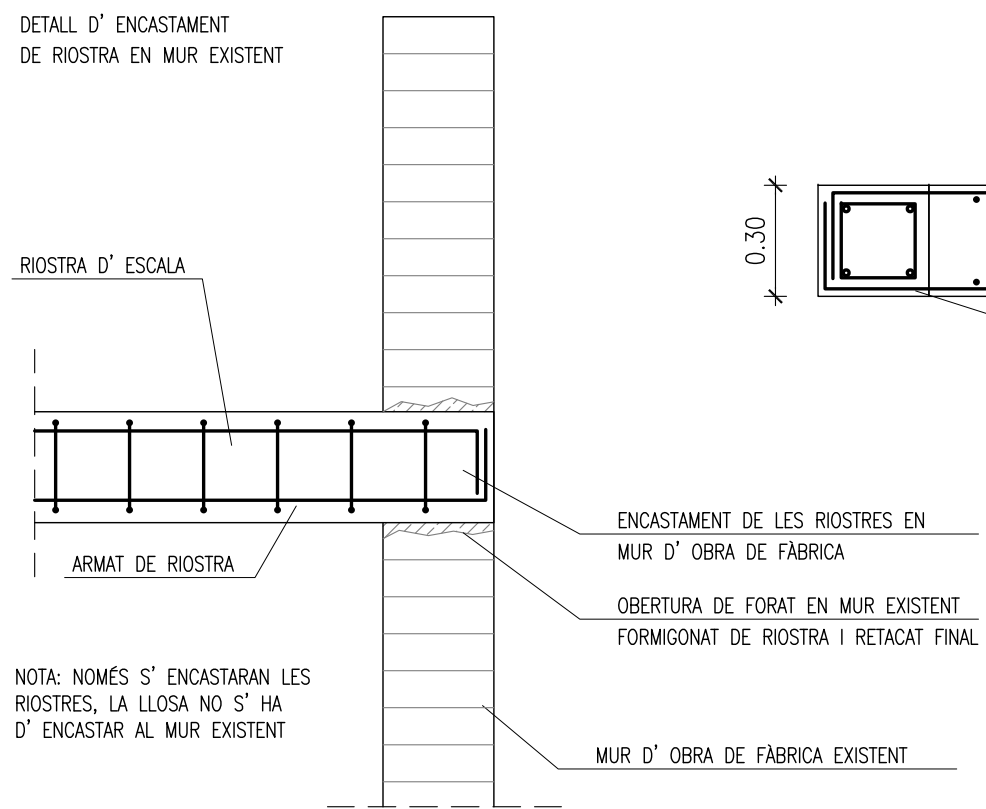 DETALL D' ENCASTAMENT
DE RIOSTRA EN MUR EXISTENT
0.30
RIOSTRA D' ESCALA
ARMAT DE RIOSTRA
ENCASTAMENT DE LES RIOSTRES EN
MUR D' OBRA DE FÀBRICA
OBERTURA DE FORAT EN MUR EXISTENT
FORMIGONAT DE RIOSTRA I RETACAT FINAL
NOTA: NOMÉS S' ENCASTARAN LES
RIOSTRES, LA LLOSA NO S' HA
D' ENCASTAR AL MUR EXISTENT
MUR D' OBRA DE FÀBRICA EXISTENT